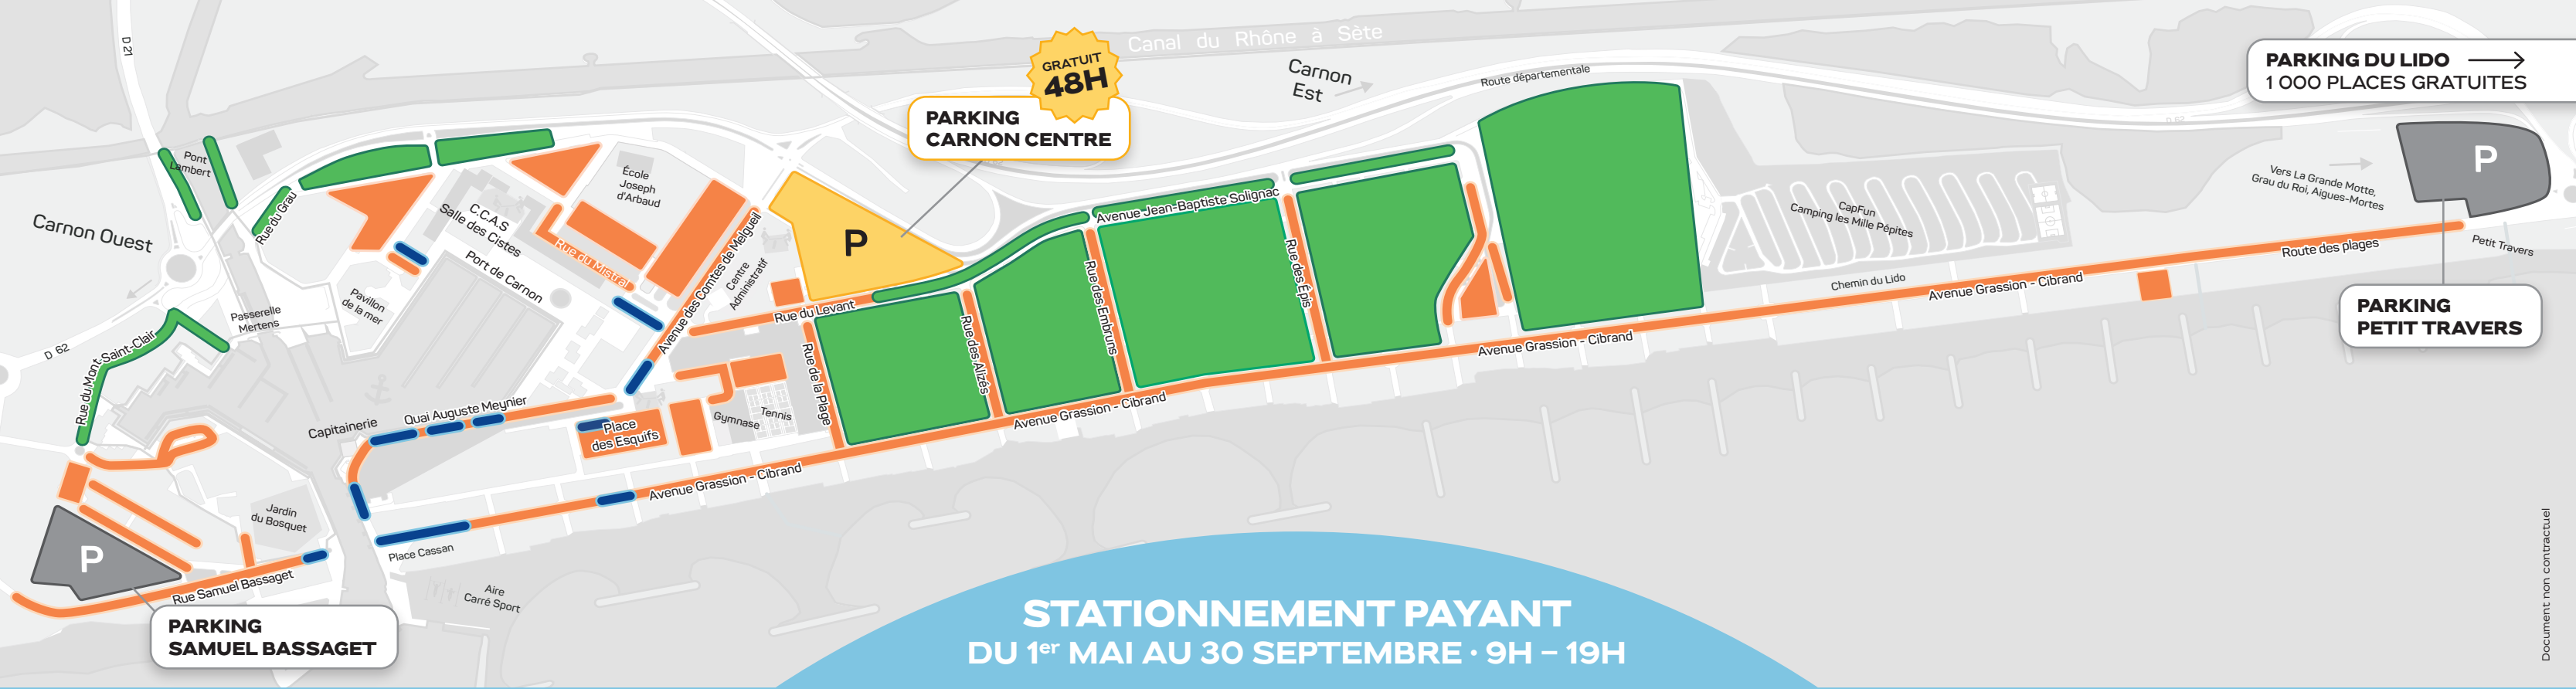 D 21
Canal du Rhône à Sète
GRATUIT
48H
PARKING
CARNON CENTRE
Carnon
Est
Route départementale
PARKING DU LIDO
1 000 PLACES GRATUITES
Pont
Lambert
Rue du Grau
Carnon Ouest
École
Joseph
d'Arbaud
C.C.A.S
Salle des Cistes
Rue du Mistral
Port de Carnon
Avenue des Comtes de Melgueil
Centre
Administratif
P
Avenue Jean-Baptiste Solignac
Rue du Levant
Rue de la Plage
Rue des Alizés
Rue des Embruns
Rue des Épis
CapFun
Camping les Mille Pépites
Chemin du Lido
Vers La Grande Motte,
Grau du Roi, Aigues-Mortes
P
Petit Travers
Route des plages
Avenue Grassion - Cibrand
Avenue Grassion - Cibrand
Avenue Grassion - Cibrand
Avenue Grassion - Cibrand
PARKING
PETIT TRAVERS
Pavillon
de la mer
Passerelle
Mertens
D 62
Rue du Mont-Saint-Clair
Capitainerie
Quai Auguste Meynier
Place
des Esquifs
Gymnase
Tennis
Jardin
du Bosquet
Place Cassan
P
Rue Samuel Bassaget
Aire
Carré Sport
PARKING
SAMUEL BASSAGET
STATIONNEMENT PAYANT
DU 1er MAI AU 30 SEPTEMBRE • 9H – 19H
Document non contractuel